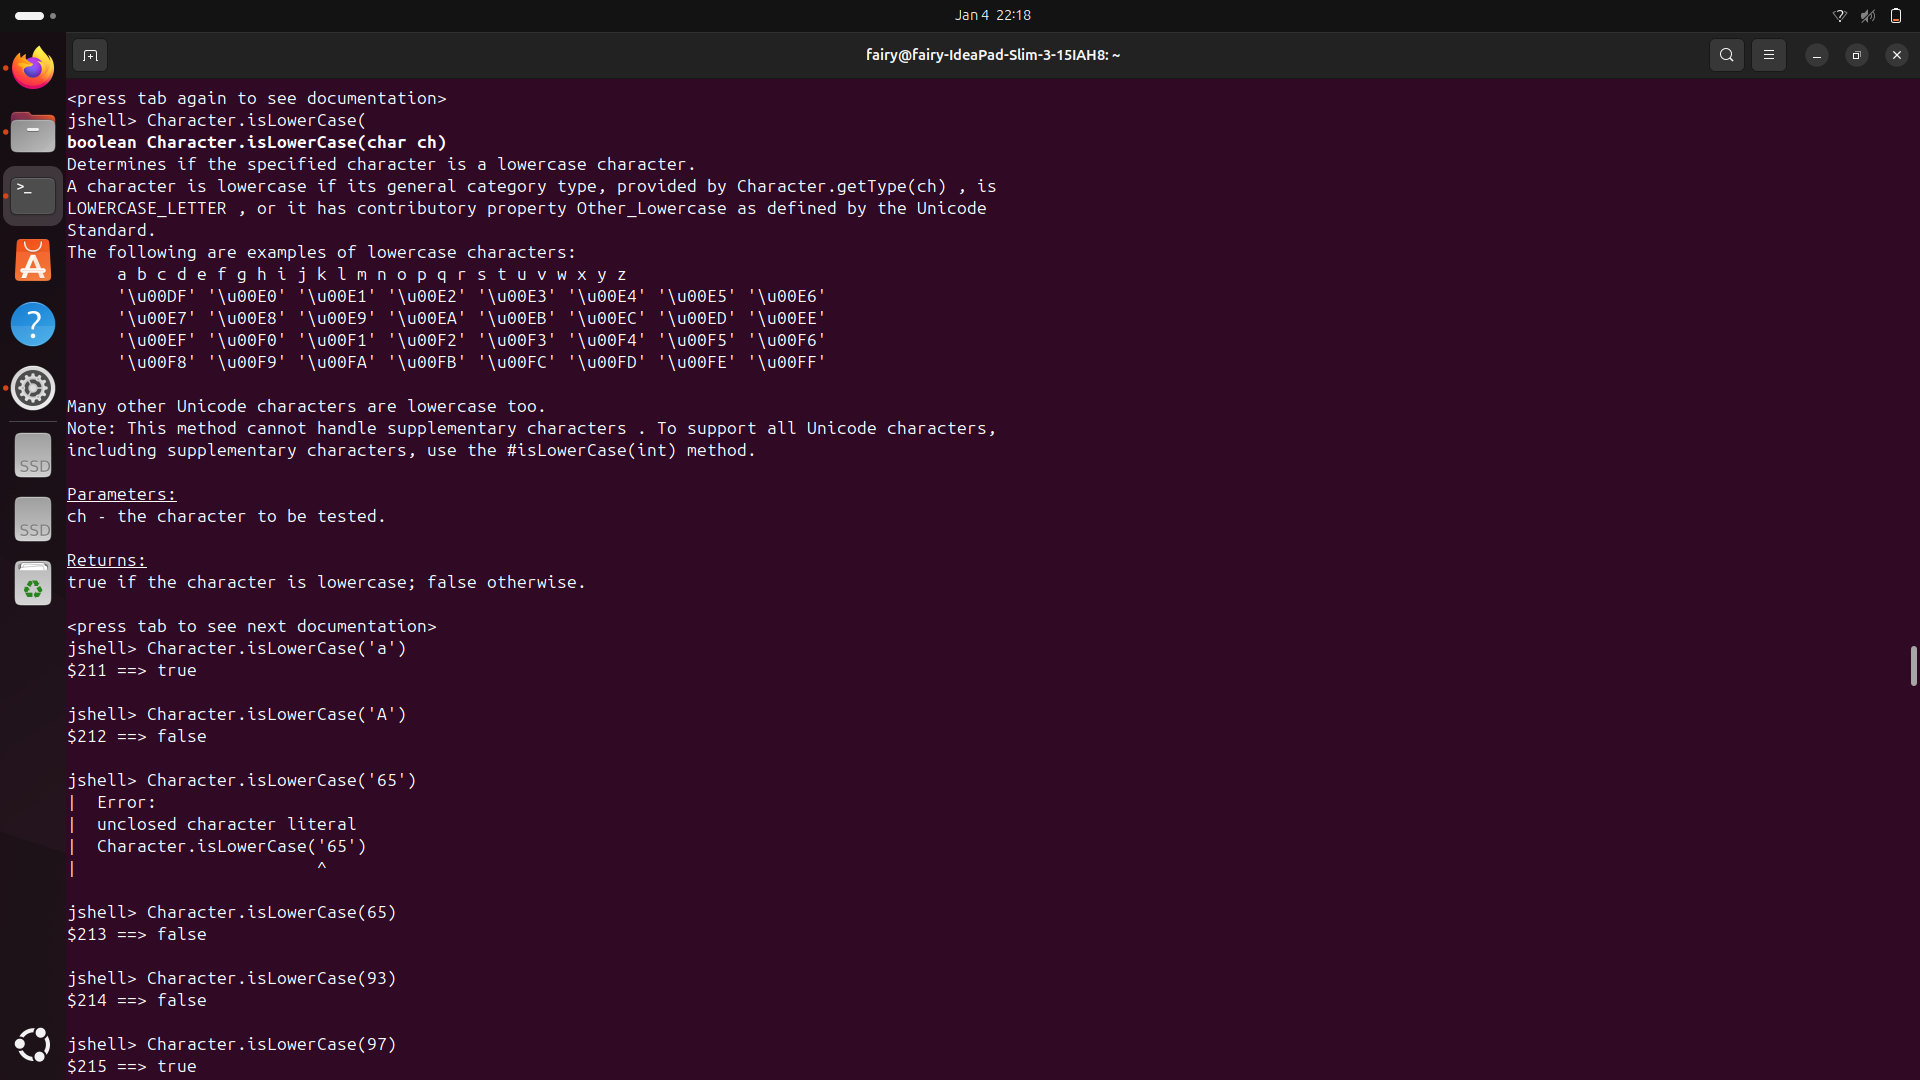 Jan 4 22:18
fairy@fairy-IdeaPad-Slim-3-15IAH8: ~
<press tab again to see documentation>
jshell> Character.isLowerCase(
boolean Character.isLowerCase(char ch)
Determines if the specified character is a lowercase character.
A character is lowercase if its general category type, provided by Character.getType(ch) , is
LOWERCASE_LETTER , or it has contributory property Other_Lowercase as defined by the Unicode
Standard.
The following are examples of lowercase characters:
     a b c d e f g h i j k l m n o p q r s t u v w x y z
     '\u00DF' '\u00E0' '\u00E1' '\u00E2' '\u00E3' '\u00E4' '\u00E5' '\u00E6'
     '\u00E7' '\u00E8' '\u00E9' '\u00EA' '\u00EB' '\u00EC' '\u00ED' '\u00EE'
     '\u00EF' '\u00F0' '\u00F1' '\u00F2' '\u00F3' '\u00F4' '\u00F5' '\u00F6'
     '\u00F8' '\u00F9' '\u00FA' '\u00FB' '\u00FC' '\u00FD' '\u00FE' '\u00FF'
Many other Unicode characters are lowercase too.
Note: This method cannot handle supplementary characters . To support all Unicode characters,
including supplementary characters, use the #isLowerCase(int) method.
Parameters:
ch - the character to be tested.
Returns:
true if the character is lowercase; false otherwise.
<press tab to see next documentation>
jshell> Character.isLowerCase('a')
$211 ==> true
jshell> Character.isLowerCase('A')
$212 ==> false
jshell> Character.isLowerCase('65')
|  Error:
|  unclosed character literal
|  Character.isLowerCase('65')
|                        ^
jshell> Character.isLowerCase(65)
$213 ==> false
jshell> Character.isLowerCase(93)
$214 ==> false
jshell> Character.isLowerCase(97)
$215 ==> true
>_
?
SSD
SSD